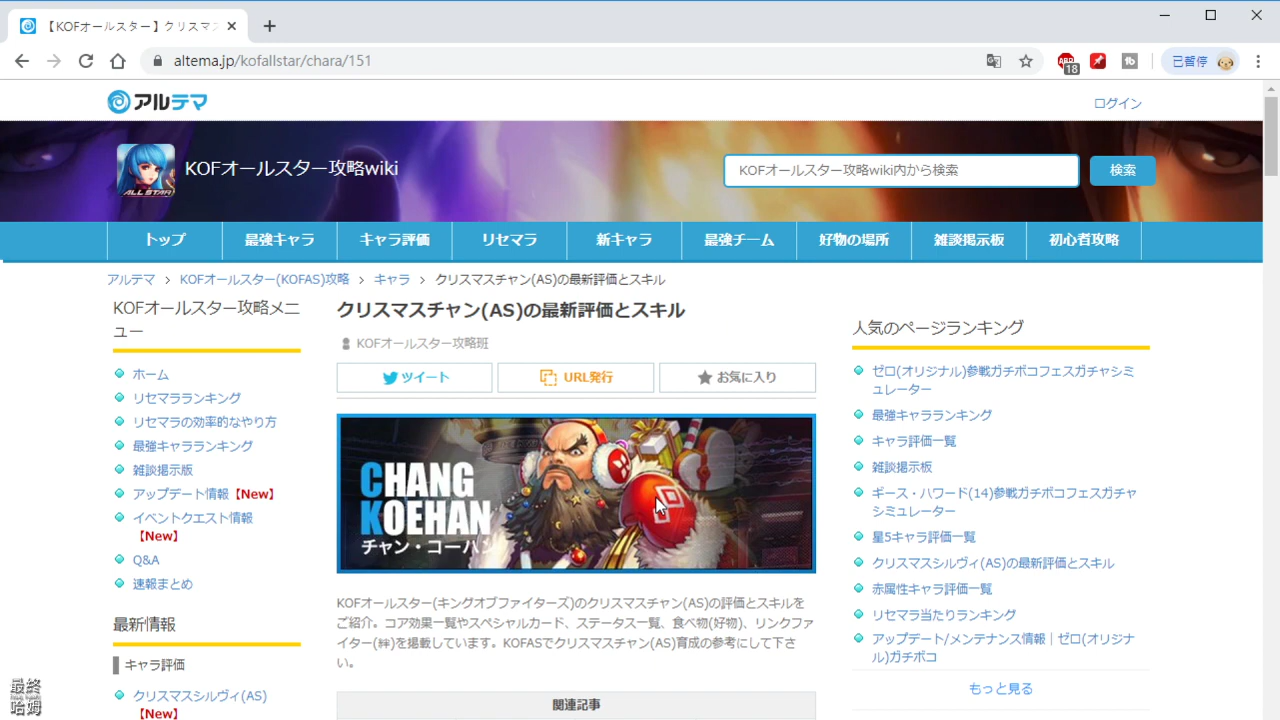 【KOFオールスター】クリスマス
altema.jp/kofallstar/chara/151
ABP
18
已暫停
アルテマ
ログイン
ALL STAR
KOFオールスター攻略wiki
KOFオールスター攻略wiki内から検索
検索
トップ
最強キャラ
キャラ評価
リセマラ
新キャラ
最強チーム
好物の場所
雑談掲示板
初心者攻略
アルテマ > KOFオールスター(KOFAS)攻略 > キャラ > クリスマスチャン(AS)の最新評価とスキル
KOFオールスター攻略メニ
ュー
ホーム
リセマラランキング
リセマラの効率的なやり方
最強キャラランキング
雑談掲示版
アップデート情報【New】
イベントクエスト情報
【New】
Q&A
速報まとめ
最新情報
キャラ評価
クリスマスシルヴィ(AS)
【New】
クリスマスチャン(AS)の最新評価とスキル
KOFオールスター攻略班
ツイート
URL発行
お気に入り
CHANG
KOEHAN
チャン・コーハン
KOFオールスター(キングオブファイターズ)のクリスマスチャン(AS)の評価とスキルを
ご紹介。コア効果一覧やスペシャルカード、ステータス一覧、食べ物(好物)、リンクファ
イター(絆)を掲載しています。KOFASでクリスマスチャン(AS)育成の参考にして下さ
い。
関連記事
人気のページランキング
ゼロ(オリジナル)参戦ガチボコフェスガチャシミ
ュレーター
最強キャラランキング
キャラ評価一覧
雑談掲示板
ギース・ハワード(14)参戦ガチボコフェスガチャ
シミュレーター
星5キャラ評価一覧
クリスマスシルヴィ(AS)の最新評価とスキル
赤属性キャラ評価一覧
リセマラ当たりランキング
アップデート/メンテナンス情報｜ゼロ(オリジナ
ル)ガチボコ
もっと見る
最終
哈姆